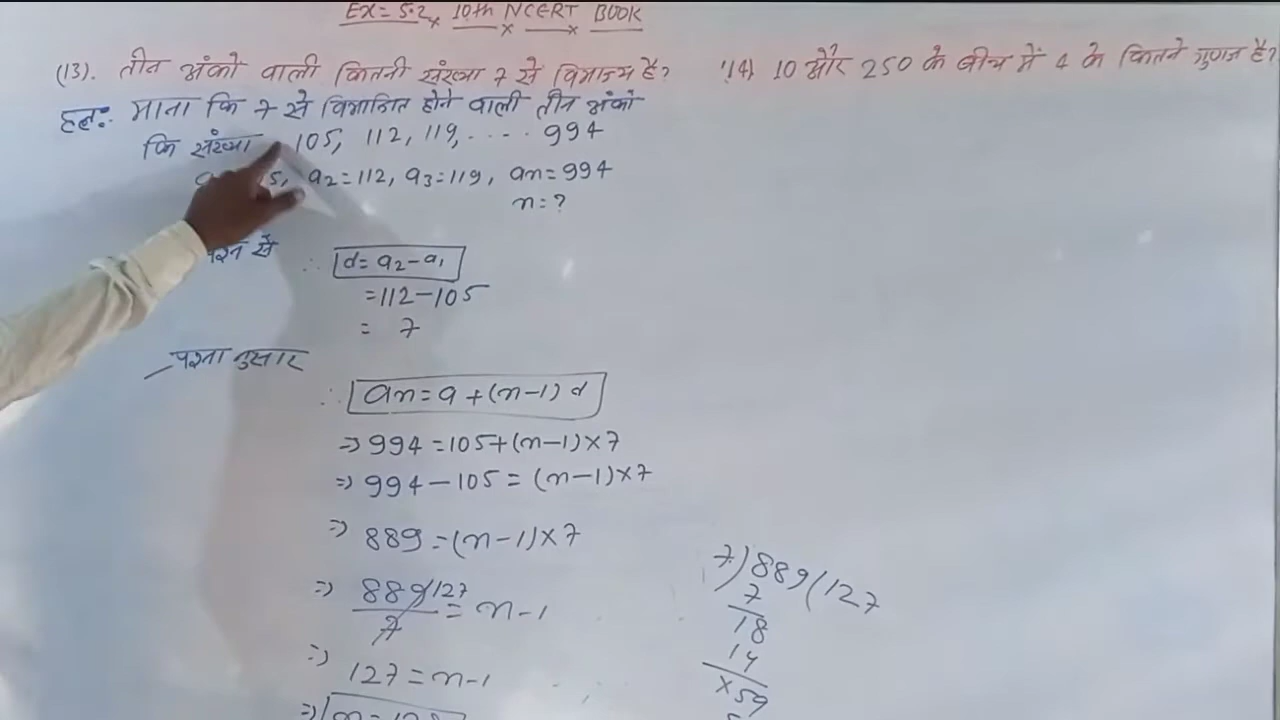 Ex = 5.2, 10th NCERT BOOK
(13). तीन अंको वाली कितनी संख्या 7 से विभाज्य है?
हल:- माना कि 7 से विभाजित होने वाली तीन अंको
कि संख्या 105, 112, 119, .... 994
a2=112, a3=119, an=994
n=?
से
∴ d= a2-a1
=112-105
= 7
प्रश्नानुसार
∴ an=a+(n-1) d
⇒ 994=105+(n-1)×7
⇒ 994-105=(n-1)×7
⇒ 889=(n-1)×7
⇒ 889/7 127 = n-1
⇒ 127=n-1
⇒
7)889(127
7
18
14
×59
(14) 10 और 250 के बीच में 4 के कितने गुणज है?